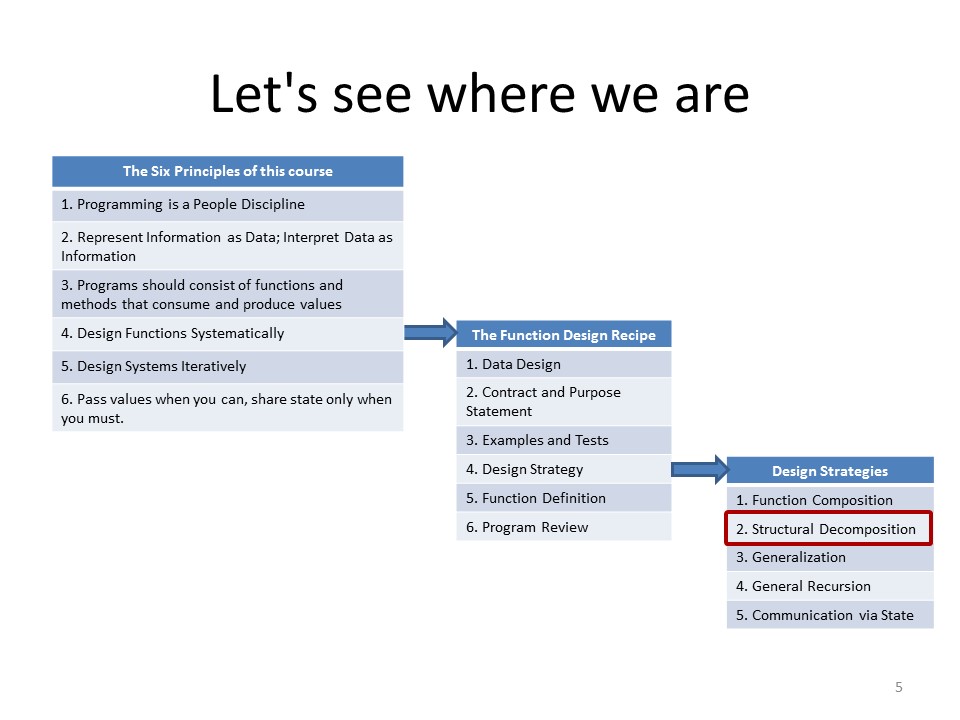 Let's see where we are
The Six Principles of this course
1. Programming is a People Discipline
2. Represent Information as Data; Interpret Data as
Information
3. Programs should consist of functions and
methods that consume and produce values
4. Design Functions Systematically
5. Design Systems Iteratively
6. Pass values when you can, share state only when
you must.
The Function Design Recipe
1. Data Design
2. Contract and Purpose
Statement
3. Examples and Tests
4. Design Strategy
5. Function Definition
6. Program Review
Design Strategies
1. Function Composition
2. Structural Decomposition
3. Generalization
4. General Recursion
5. Communication via State
5